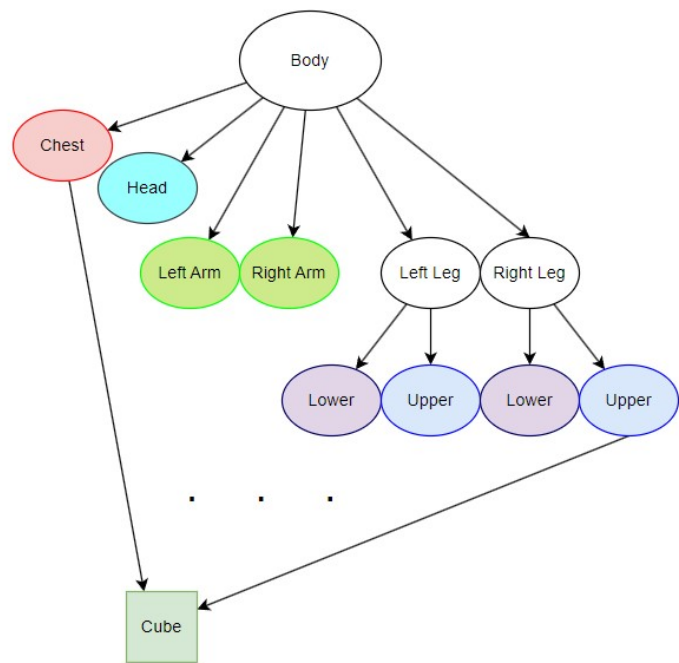 Body
Chest
Head
Left Arm
Right Arm
Left Leg
Right Leg
Lower
Upper
Lower
Upper
. . .
Cube